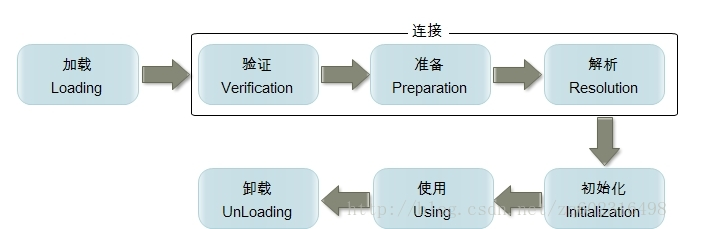 连接
加载
Loading
验证
Verification
准备
Preparation
解析
Resolution
卸载
UnLoading
使用
Using
初始化
Initialization